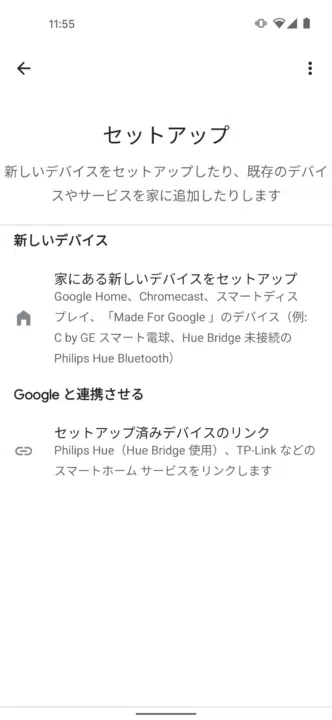 11:55
セットアップ
新しいデバイスをセットアップしたり、既存のデバイ
スやサービスを家に追加したりします
新しいデバイス
家にある新しいデバイスをセットアップ
Google Home、Chromecast、スマートディス
プレイ、「Made For Google 」のデバイス（例:
C by GE スマート電球、Hue Bridge 未接続の
Philips Hue Bluetooth）
Google と連携させる
セットアップ済みデバイスのリンク
Philips Hue（Hue Bridge 使用）、TP-Link などの
スマートホーム サービスをリンクします